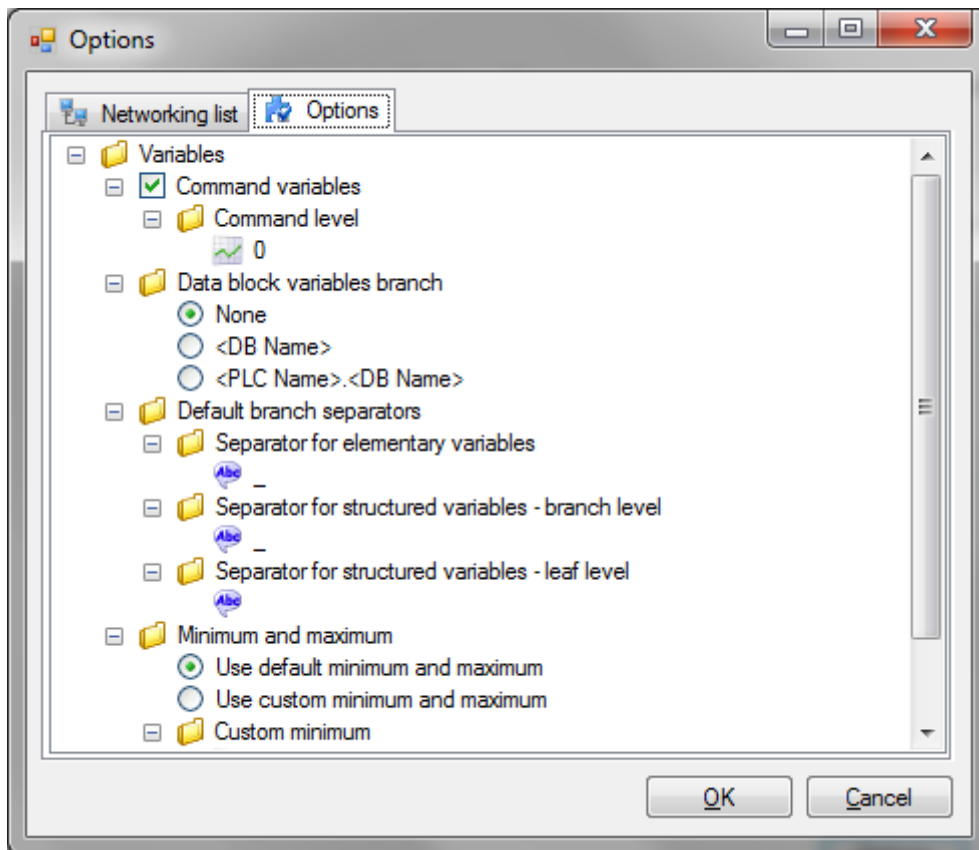 Options
Networking list Options
Variables
Command variables
Command level
0
Data block variables branch
None
<DB Name>
<PLC Name>.<DB Name>
Default branch separators
Separator for elementary variables
Abc _
Separator for structured variables - branch level
Abc _
Separator for structured variables - leaf level
Abc
Minimum and maximum
Use default minimum and maximum
Use custom minimum and maximum
Custom minimum
OK Cancel